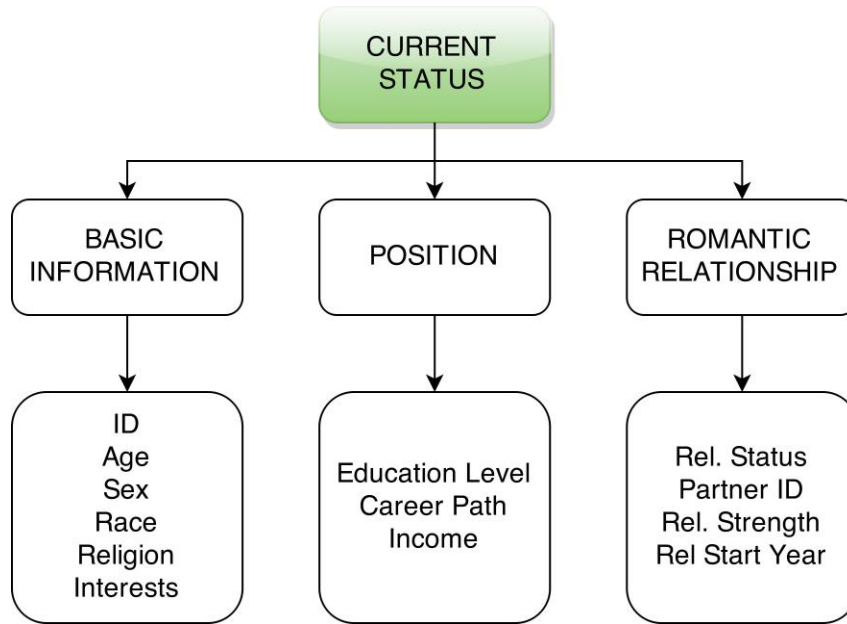 CURRENT
STATUS
BASIC
INFORMATION
POSITION
ROMANTIC
RELATIONSHIP
ID
Age
Sex
Race
Religion
Interests
Education Level
Career Path
Income
Rel. Status
Partner ID
Rel. Strength
Rel Start Year